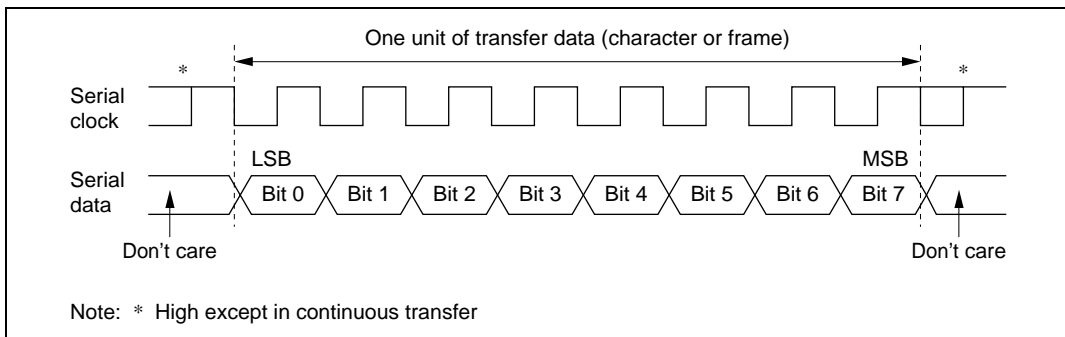 One unit of transfer data (character or frame)
*
*
Serial
clock
LSB
MSB
Serial
data
Bit 0
Bit 1
Bit 2
Bit 3
Bit 4
Bit 5
Bit 6
Bit 7
Don't care
Don't care
Note: * High except in continuous transfer